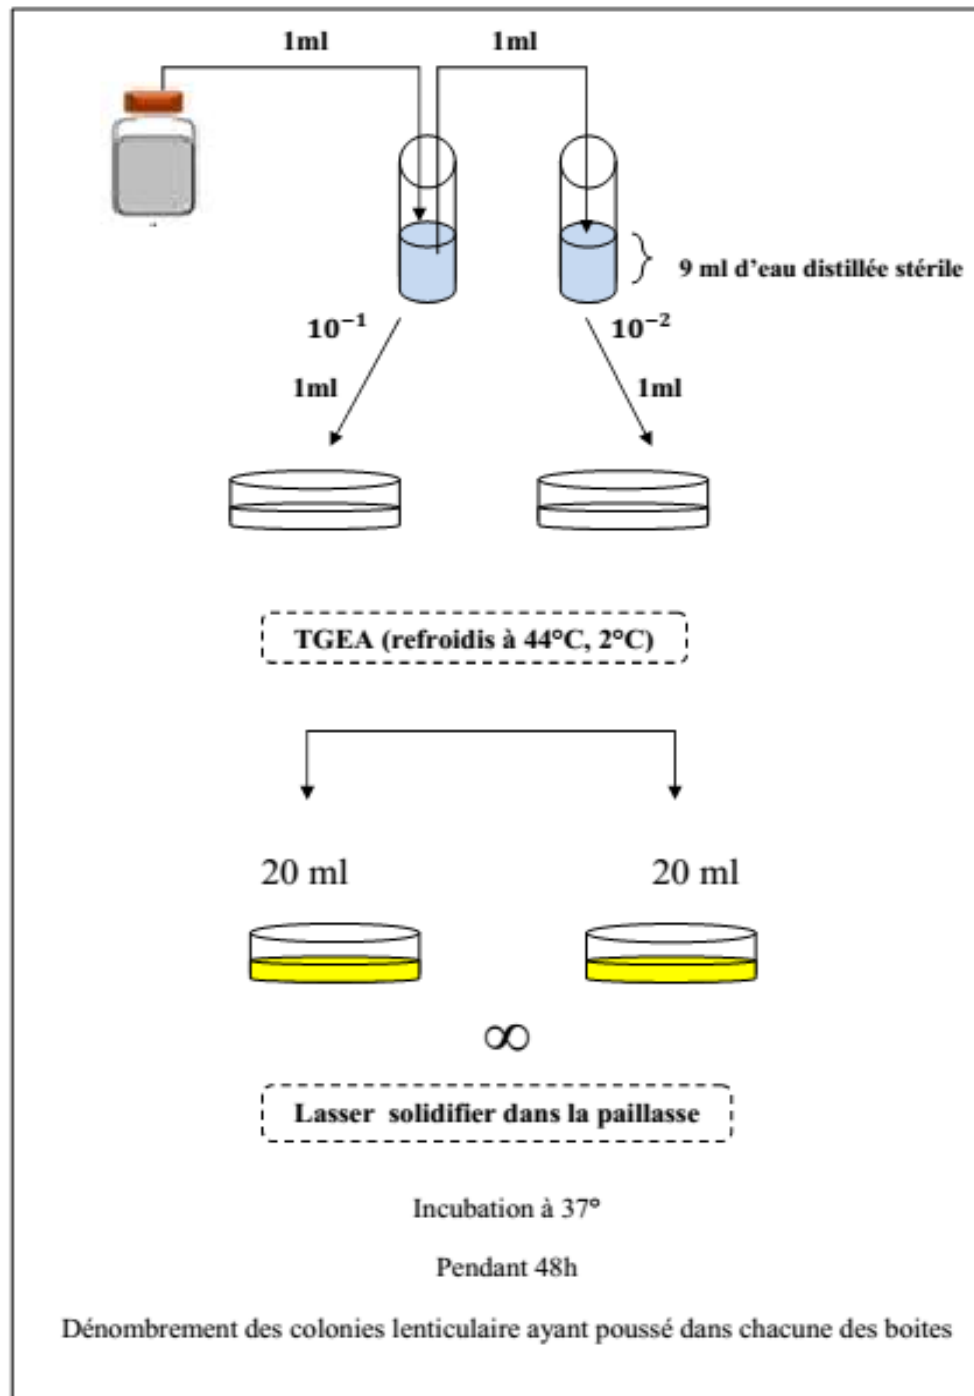 1ml
1ml
9 ml d’eau distillée stérile
10⁻¹
10⁻²
1ml
1ml
TGEA (refroidis à 44°C, 2°C)
20 ml
20 ml
∞
Lasser solidifier dans la paillasse
Incubation à 37°
Pendant 48h
Dénombrement des colonies lenticulaire ayant poussé dans chacune des boites